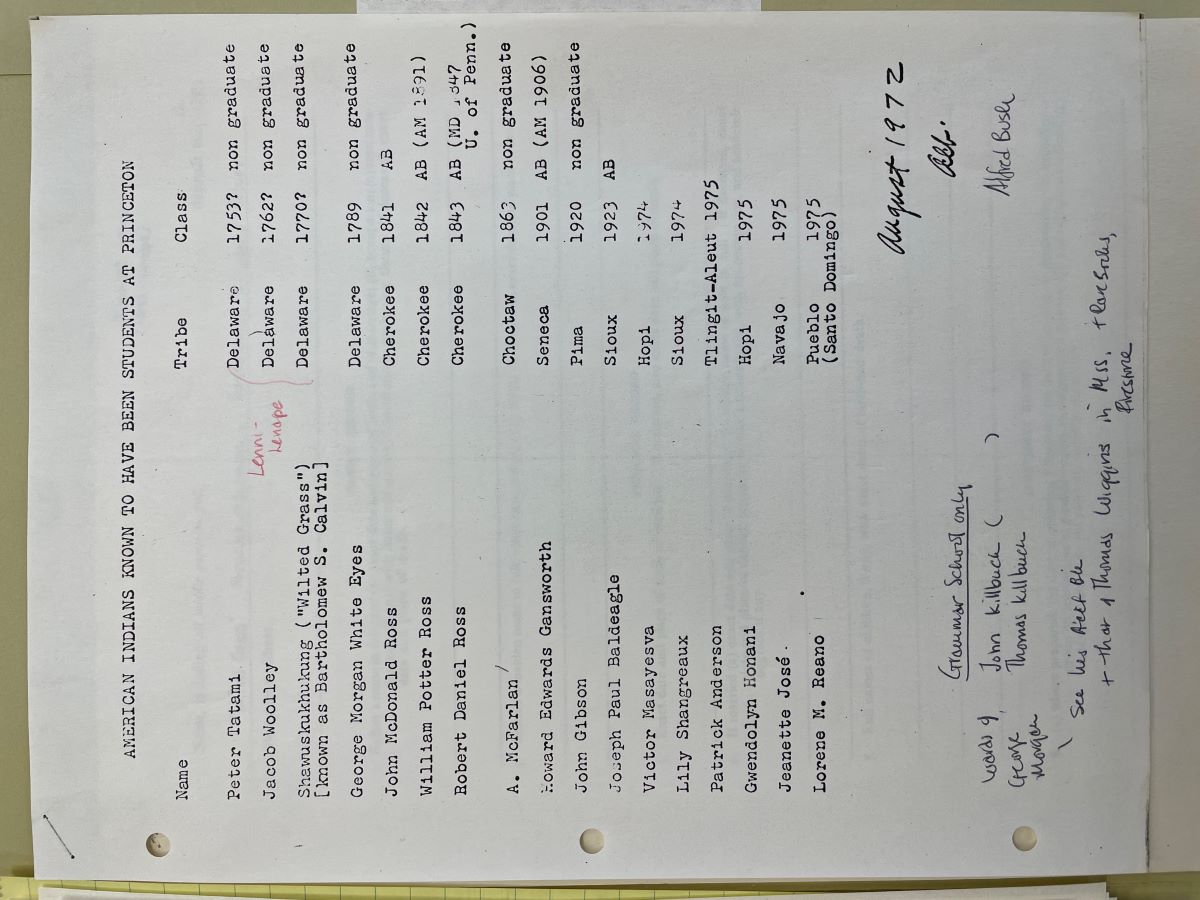 AMERICAN INDIANS KNOWN TO HAVE BEEN STUDENTS AT PRINCETON
Name Tribe Class
Peter Tatami Delaware 1753? non graduate
Lenni-
Lenape
Jacob Woolley Delaware 1762? non graduate
Shawuskukhukung ("Wilted Grass") Delaware 1770? non graduate
[known as Bartholomew S. Calvin]
George Morgan White Eyes Delaware 1789 non graduate
John McDonald Ross Cherokee 1841 AB
William Potter Ross Cherokee 1842 AB (AM 1891)
Robert Daniel Ross Cherokee 1843 AB (MD 1847
U. of Penn.)
A. McFarlan Choctaw 1863 non graduate
Howard Edwards Gansworth Seneca 1901 AB (AM 1906)
John Gibson Pima 1920 non graduate
Joseph Paul Baldeagle Sioux 1923 AB
Victor Masayesva Hopi 1974
Lily Shangreaux Sioux 1974
Patrick Anderson Tlingit-Aleut 1975
Gwendolyn Honani Hopi 1975
Jeanette José Navajo 1975
Lorene M. Reano Pueblo 1975
(Santo Domingo)
August 1972
Alfred Bush
Grammar School only
Wards of John Killbuck ( )
George Thomas Killbuck
Morgan
See his Acct Bk
+ that of Thomas Wiggins in Mss. + Rare Books,
Firestone